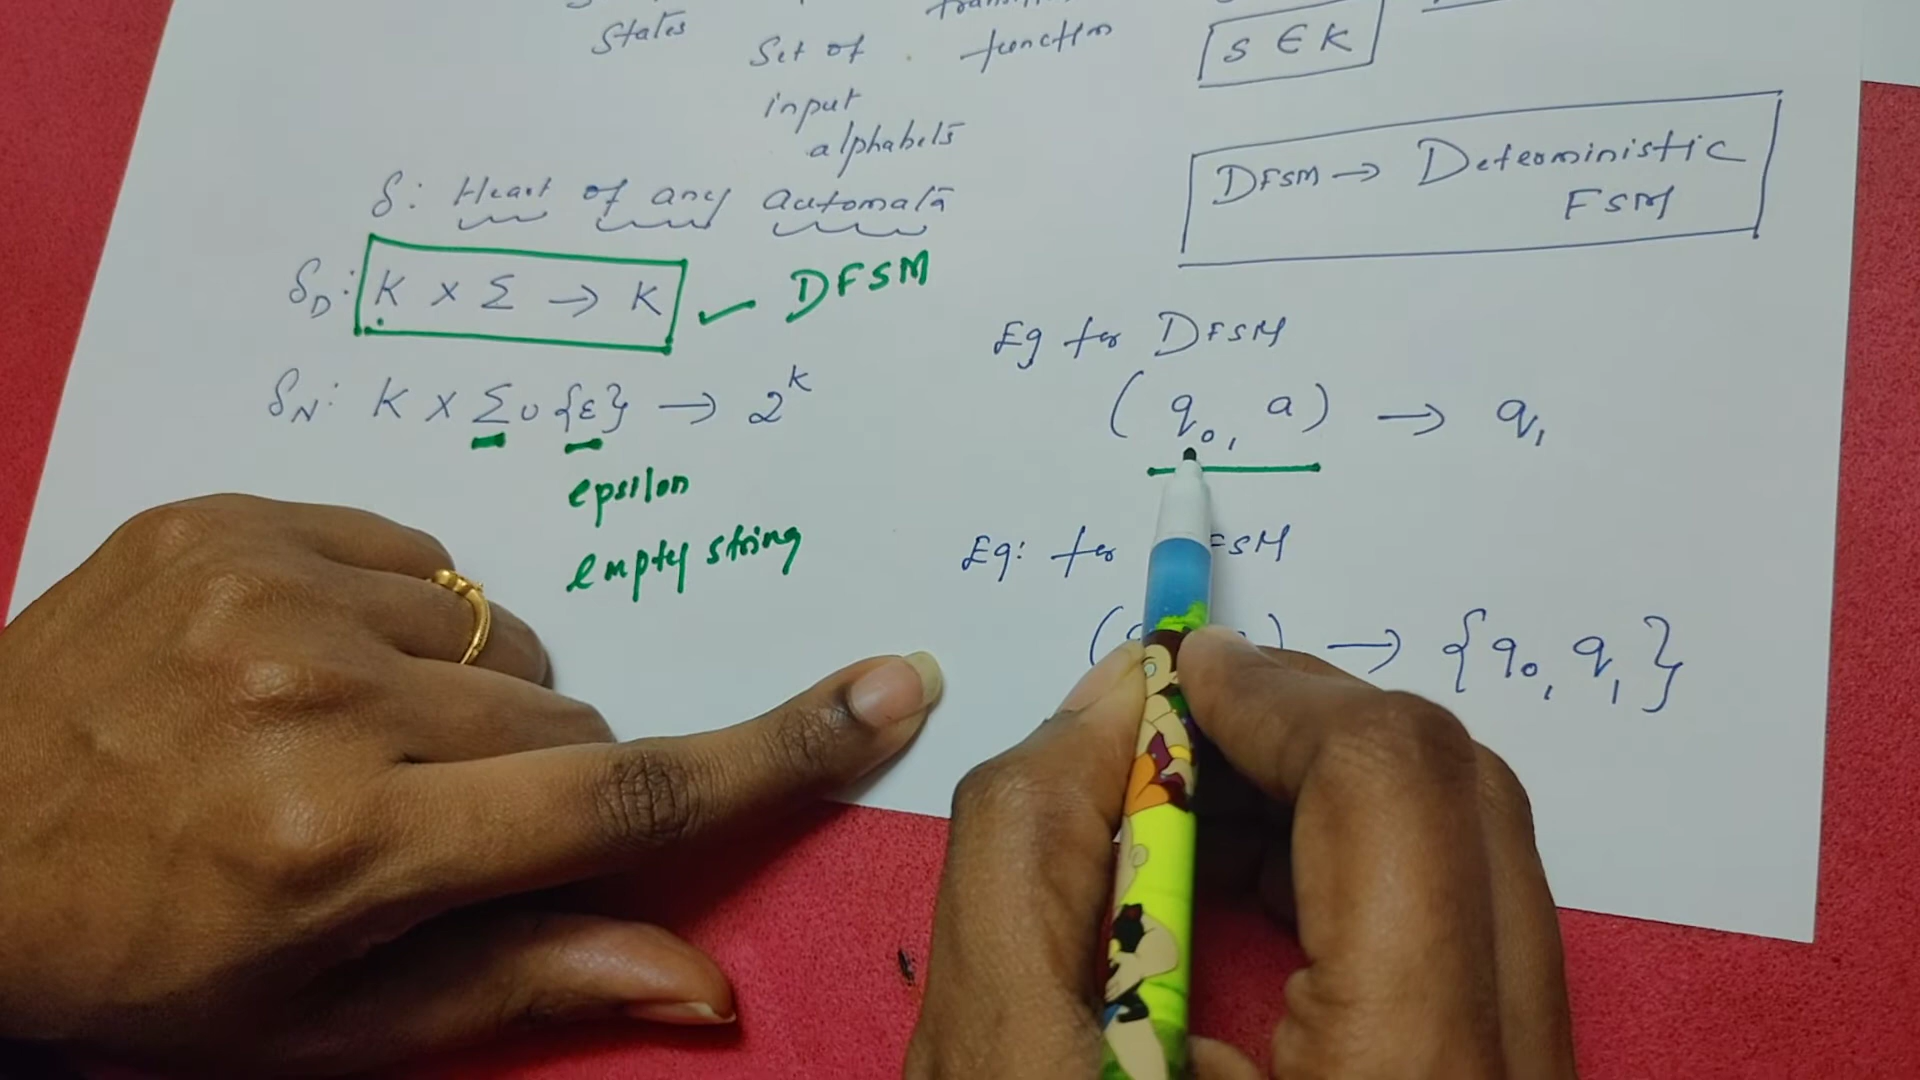 States
Set of
input
alphabets
function
S ∈ K
DFSM → Deterministic
FSM
δ: Heart of any Automata
δD: K × Σ → K ✓ DFSM
δN: K × Σ ∪ {ε} → 2^K
epsilon
empty string
Eg for DFSM
(q0, a) → q1
Eg: for FSM
→ {q0, q1}